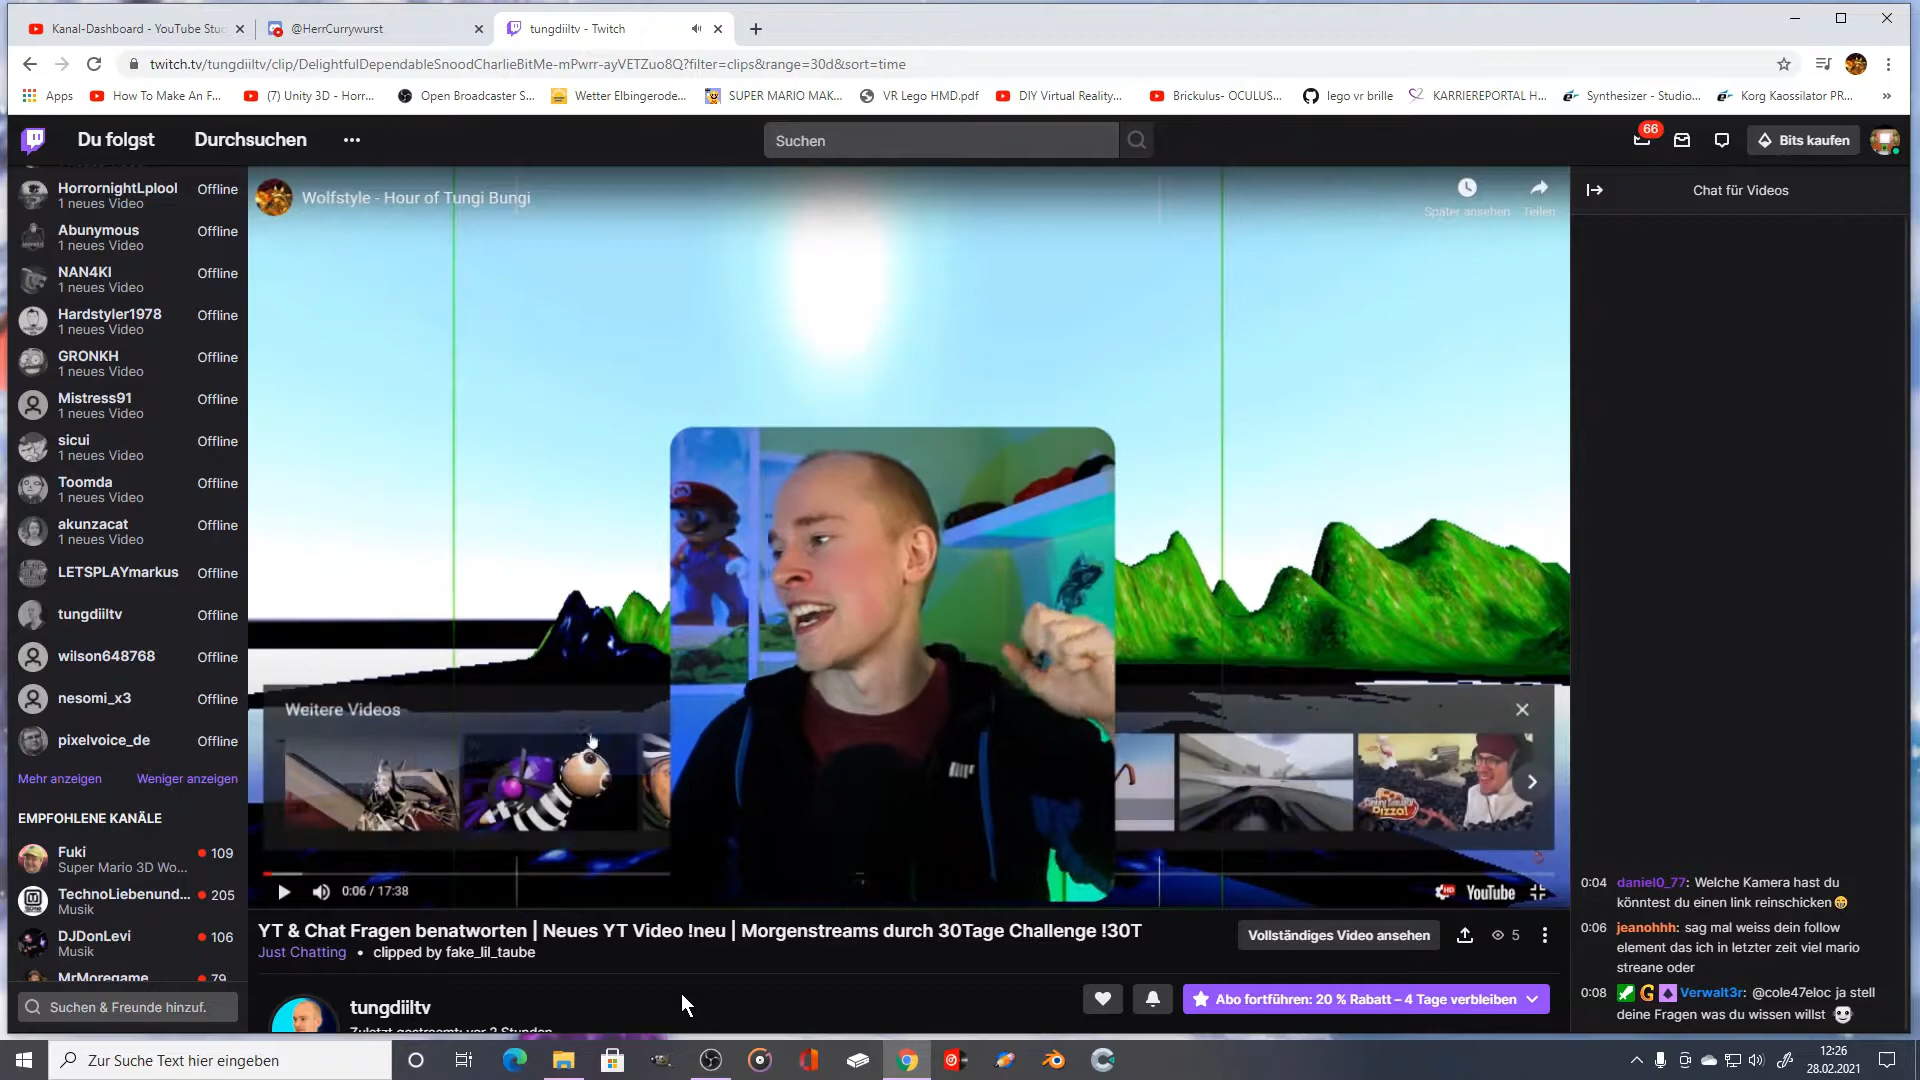 Kanal-Dashboard - YouTube Stu
@HerrCurrywurst
tungdiiltv - Twitch
twitch.tv/tungdiiltv/clip/DelightfulDependableSnoodCharlieBitMe-mPwrr-ayVETZuo8Q?filter=clips&range=30d&sort=time
Apps
How To Make An F...
(7) Unity 3D - Horr...
Open Broadcaster S...
Wetter Elbingerode...
SUPER MARIO MAK...
VR Lego HMD.pdf
DIY Virtual Reality...
Brickulus- OCULUS...
lego vr brille
KARRIEREPORTAL H...
Synthesizer - Studio...
Korg Kaossilator PR...
»
Du folgst
Durchsuchen
Suchen
66
Bits kaufen
HorrornightLplool
Offline
1 neues Video
Abunymous
Offline
1 neues Video
NAN4KI
Offline
1 neues Video
Hardstyler1978
Offline
1 neues Video
GRONKH
Offline
1 neues Video
Mistress91
Offline
1 neues Video
sicui
Offline
1 neues Video
Toomda
Offline
1 neues Video
akunzacat
Offline
1 neues Video
LETSPLAYmarkus
Offline
tungdiiltv
Offline
wilson648768
Offline
nesomi_x3
Offline
pixelvoice_de
Offline
Mehr anzeigen
Weniger anzeigen
EMPFOHLENE KANÄLE
Fuki
109
Super Mario 3D Wo...
TechnoLiebenund...
205
Musik
DJDonLevi
106
Musik
MrMoregame
79
Suchen & Freunde hinzuf.
Wolfstyle - Hour of Tungi Bungi
Später ansehen
Teilen
Weitere Videos
Pizza!
0:06 / 17:38
HD
YouTube
YT & Chat Fragen benatworten | Neues YT Video !neu | Morgenstreams durch 30Tage Challenge !30T
Just Chatting • clipped by fake_lil_taube
Vollständiges Video ansehen
5
tungdiiltv
Zuletzt gestreamt: vor 2 Stunden
Abo fortführen: 20 % Rabatt – 4 Tage verbleiben
Chat für Videos
0:04 daniel0_77: Welche Kamera hast du
könntest du einen link reinschicken
0:06 jeanohhh: sag mal weiss dein follow
element das ich in letzter zeit viel mario
streane oder
0:08 Verwalt3r: @cole47eloc ja stell
deine Fragen was du wissen willst
Zur Suche Text hier eingeben
12:26
28.02.2021